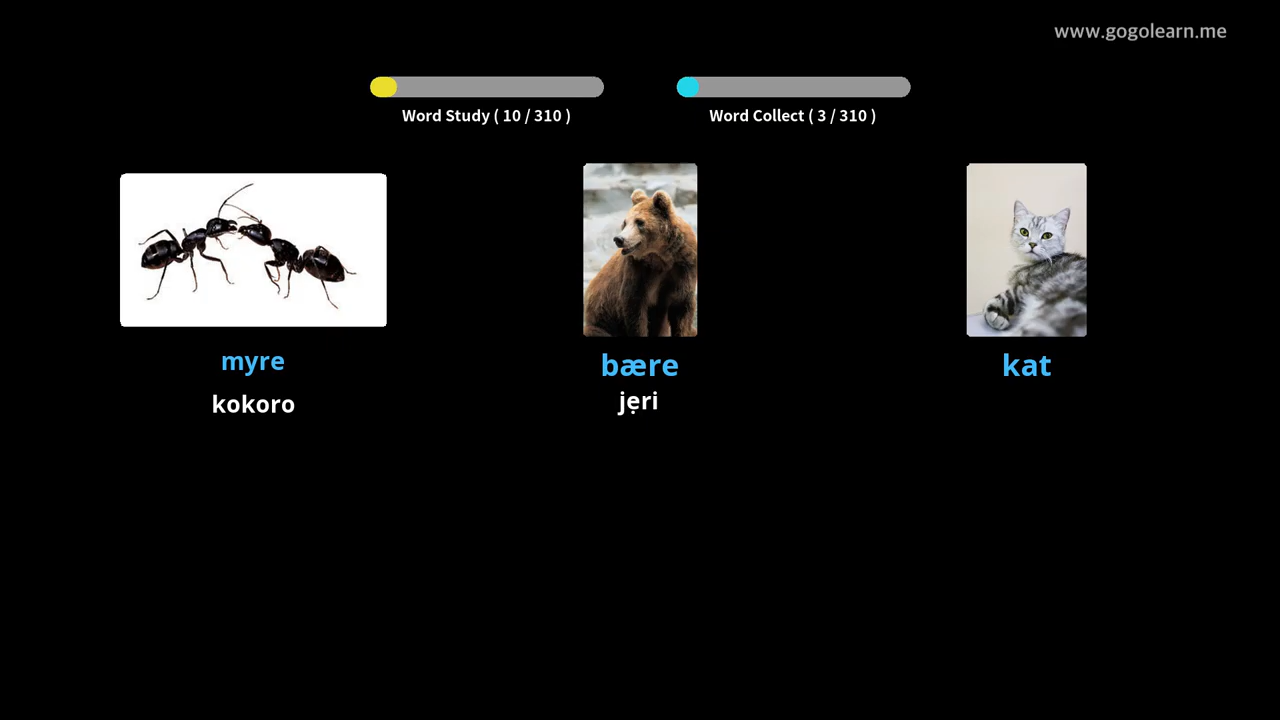 www.gogolearn.me
Word Study ( 10 / 310 )
Word Collect ( 3 / 310 )
myre
kokoro
bære
jẹri
kat